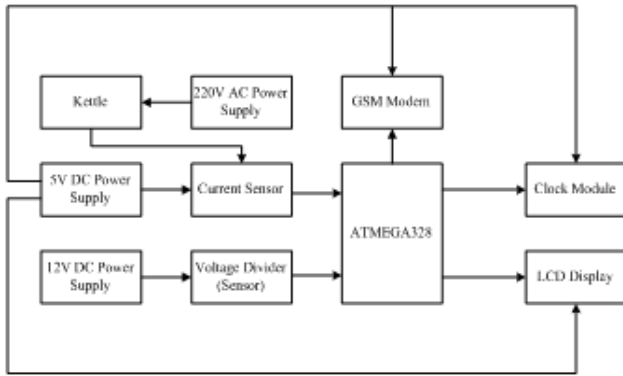 Kettle
220V AC Power
Supply
GSM Modem
5V DC Power
Supply
Current Sensor
ATMEGA328
Clock Module
12V DC Power
Supply
Voltage Divider
(Sensor)
LCD Display